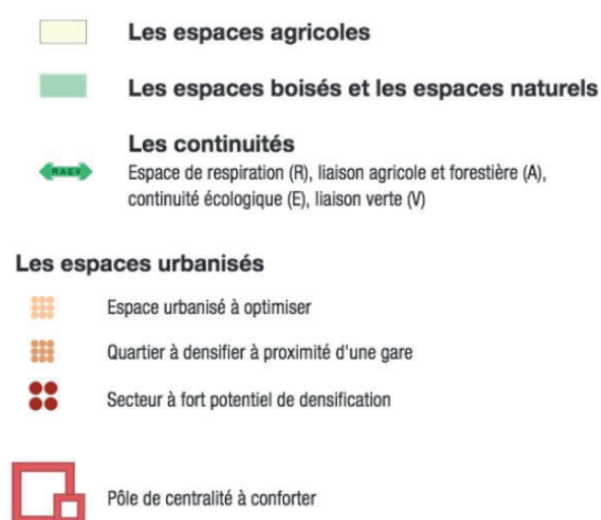 Les espaces agricoles
Les espaces boisés et les espaces naturels
Les continuités
RAEV
Espace de respiration (R), liaison agricole et forestière (A),
continuité écologique (E), liaison verte (V)
Les espaces urbanisés
Espace urbanisé à optimiser
Quartier à densifier à proximité d'une gare
Secteur à fort potentiel de densification
Pôle de centralité à conforter